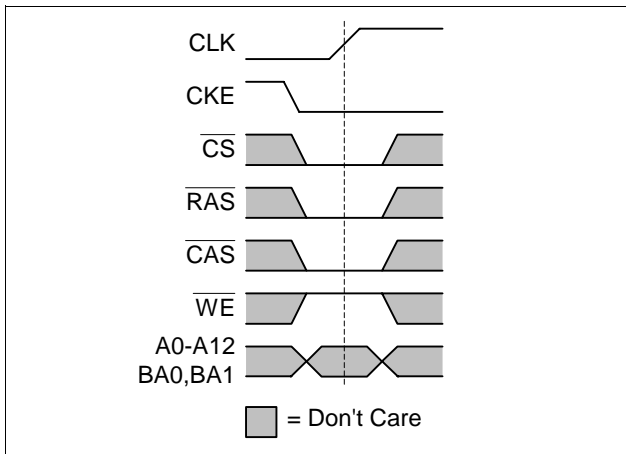 CLK
CKE
CS
RAS
CAS
WE
A0-A12
BA0,BA1
= Don't Care